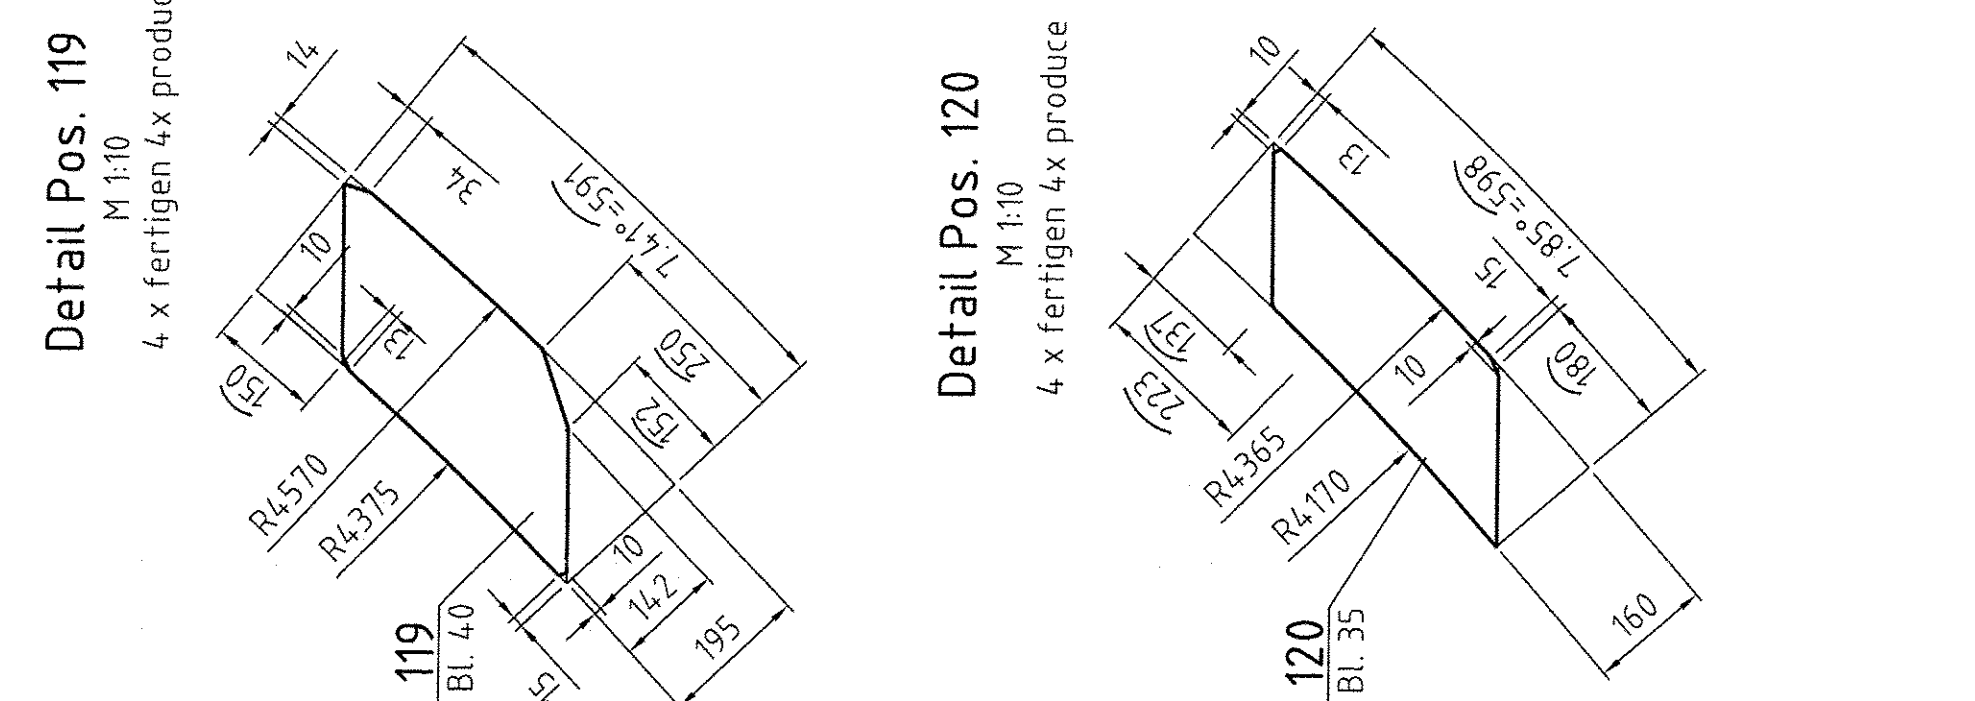 Detail Pos. 119
M 1:10
4 x fertigen 4x produc
14
34
7.41°=591
10
13
150
250
152
R4570
R4375
10
142
195
15
119
Bl. 40
Detail Pos. 120
M 1:10
4 x fertigen 4x produce
10
13
7.85°=598
137
223
15
10
180
R4365
R4170
160
120
Bl. 35